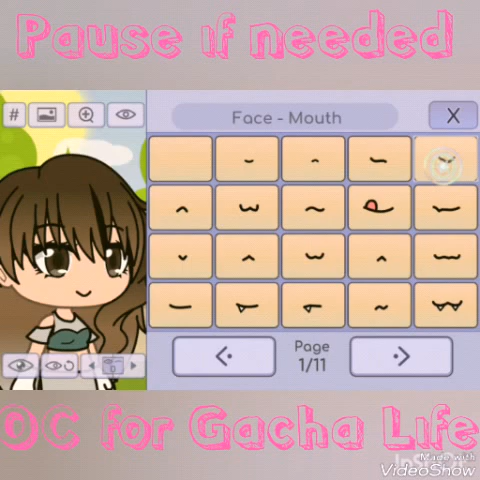 Pause if needed
#
Face - Mouth
X
Page
1/11
OC for Gacha Life
Made with
VideoShow